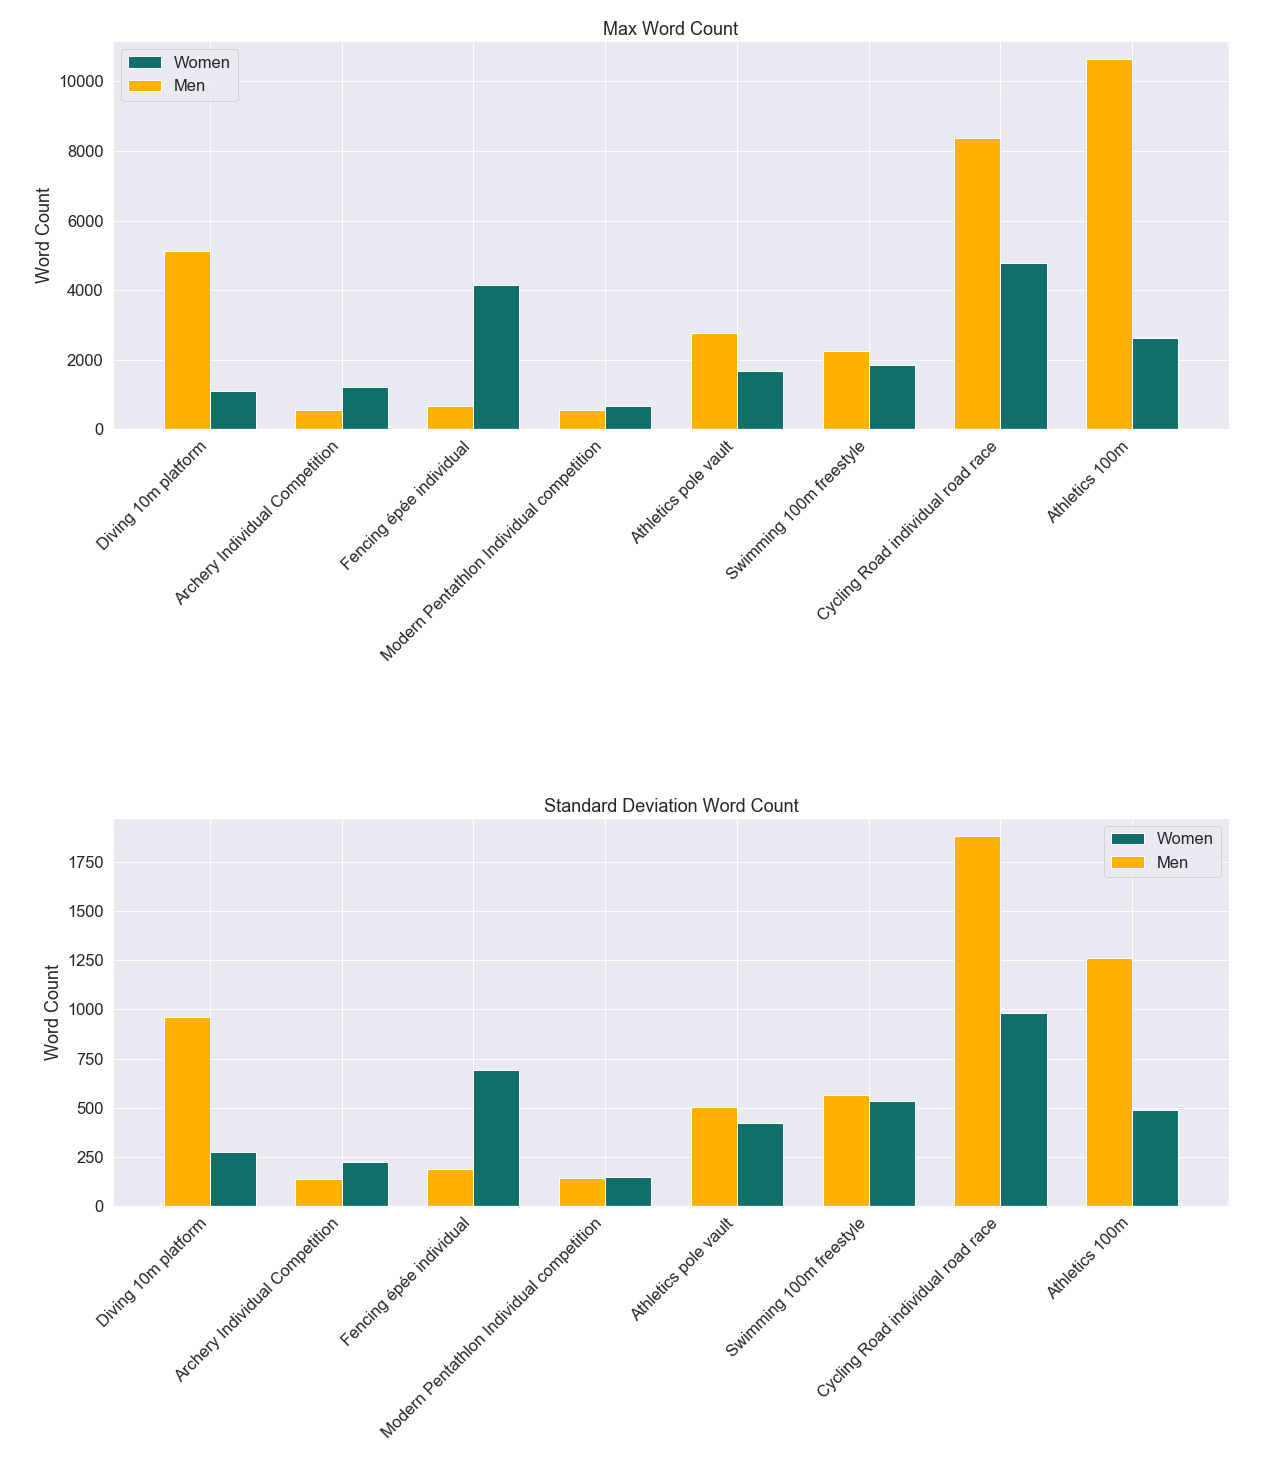 Max Word Count
Women
Men
Word Count
10000
8000
6000
4000
2000
0
Diving 10m platform
Archery Individual Competition
Fencing épée individual
Modern Pentathlon Individual competition
Athletics pole vault
Swimming 100m freestyle
Cycling Road individual road race
Athletics 100m
Standard Deviation Word Count
Women
Men
Word Count
1750
1500
1250
1000
750
500
250
0
Diving 10m platform
Archery Individual Competition
Fencing épée individual
Modern Pentathlon Individual competition
Athletics pole vault
Swimming 100m freestyle
Cycling Road individual road race
Athletics 100m